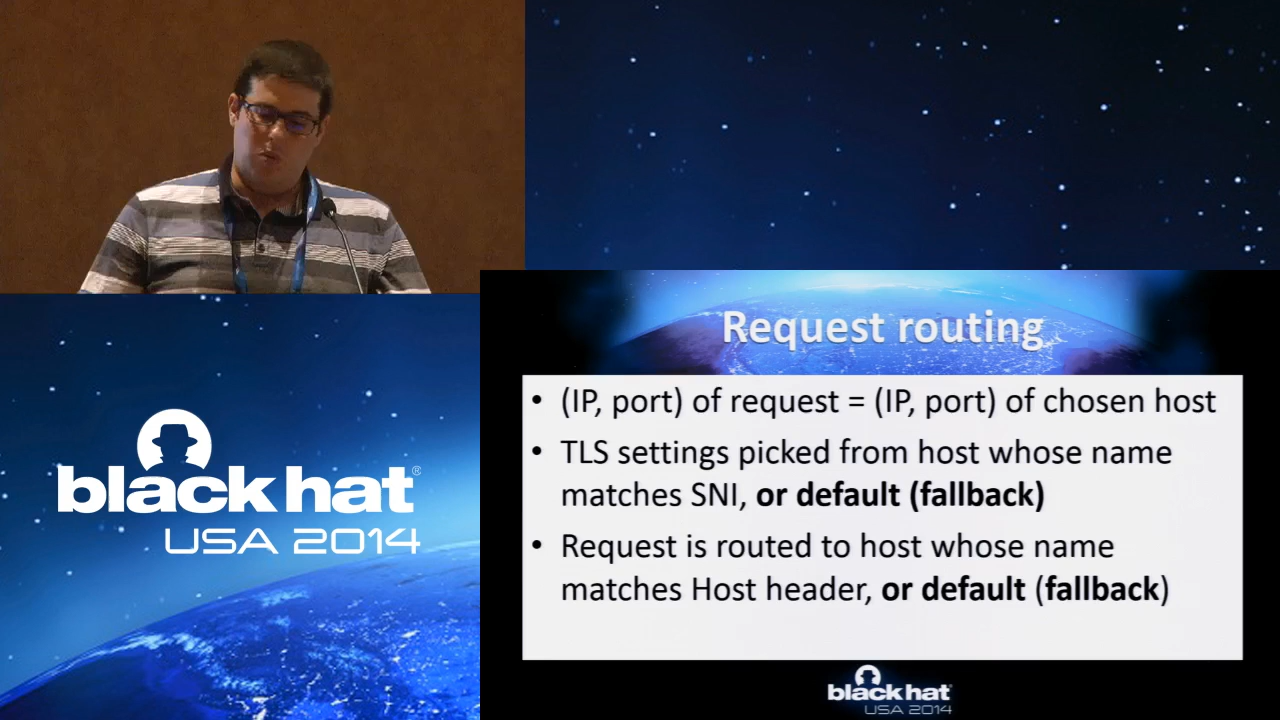 Request routing
• (IP, port) of request = (IP, port) of chosen host
• TLS settings picked from host whose name
matches SNI, or default (fallback)
• Request is routed to host whose name
matches Host header, or default (fallback)
black hat®
USA 2014
black hat
USA 2014